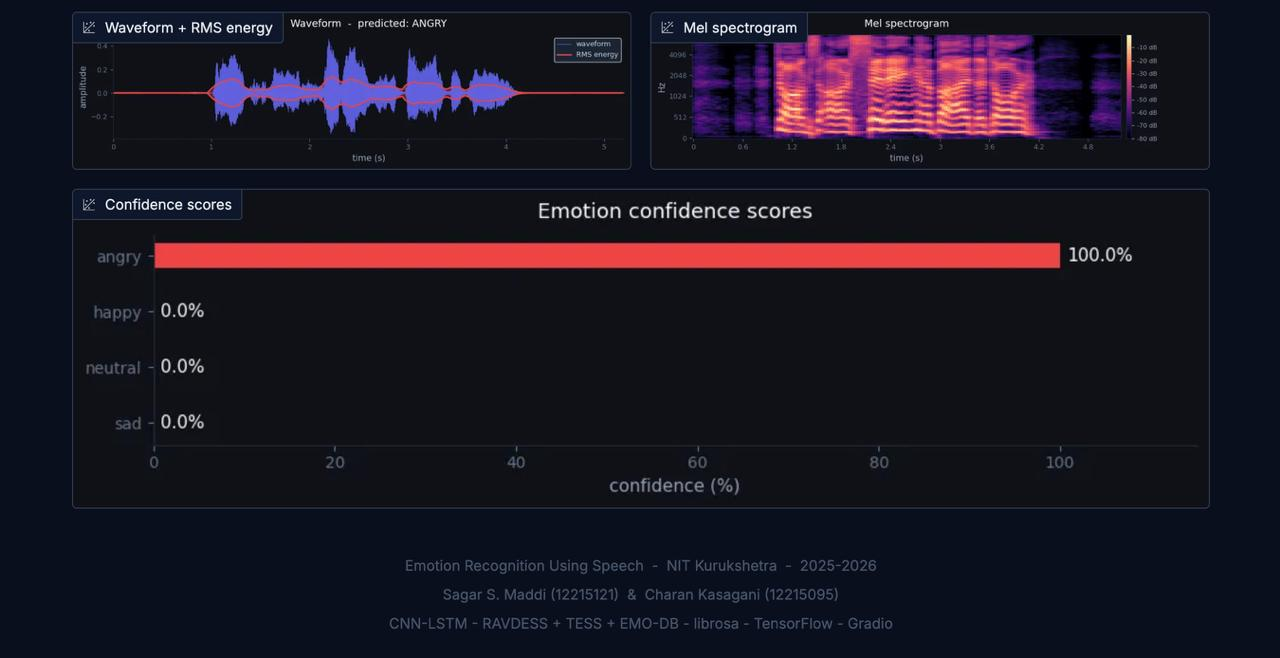 Waveform + RMS energy
Waveform - predicted: ANGRY
waveform
RMS energy
amplitude
0.4
0.2
0.0
−0.2
0
1
2
3
4
5
time (s)
Mel spectrogram
Mel spectrogram
Hz
4096
2048
1024
512
0
0
0.6
1.2
1.8
2.4
3
3.6
4.2
4.8
time (s)
-10 dB
-20 dB
-30 dB
-40 dB
-50 dB
-60 dB
-70 dB
-80 dB
Confidence scores
Emotion confidence scores
angry
100.0%
happy
0.0%
neutral
0.0%
sad
0.0%
0
20
40
60
80
100
confidence (%)
Emotion Recognition Using Speech - NIT Kurukshetra - 2025-2026
Sagar S. Maddi (12215121) & Charan Kasagani (12215095)
CNN-LSTM - RAVDESS + TESS + EMO-DB - librosa - TensorFlow - Gradio